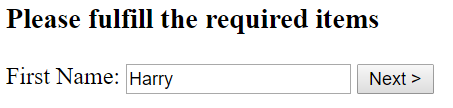 Please fulfill the required items
First Name: Harry Next >